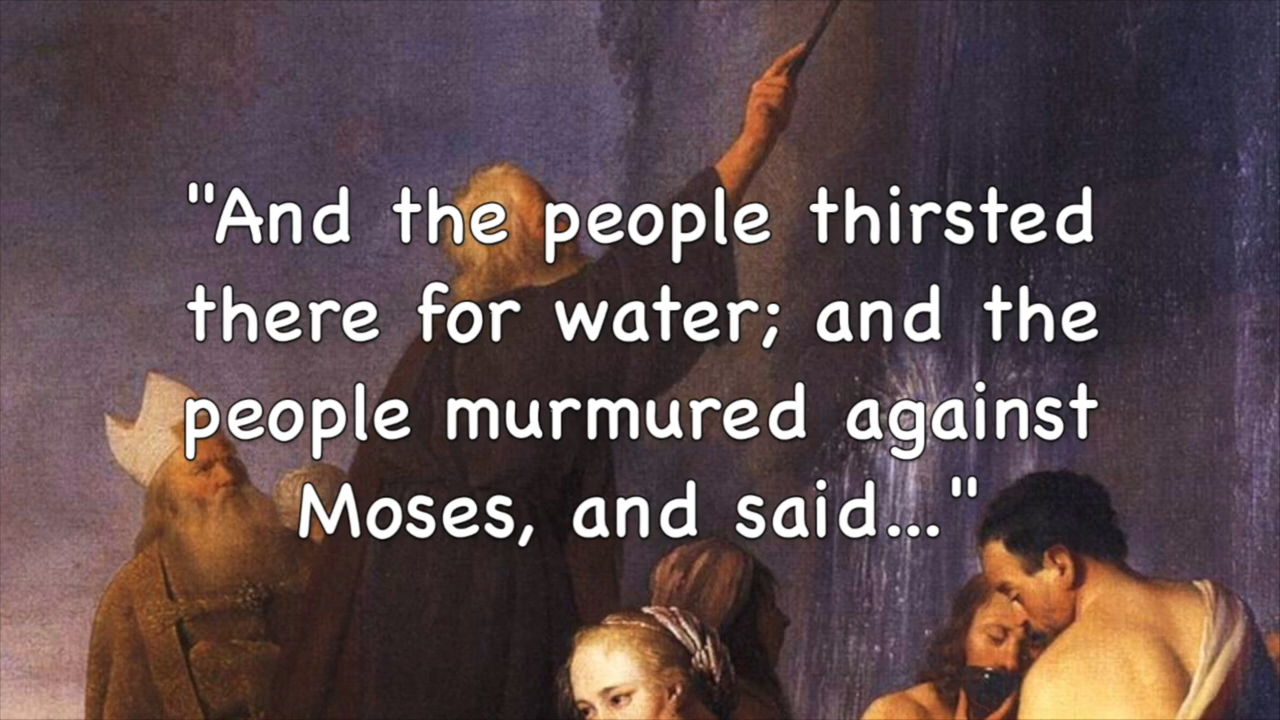 "And the people thirsted
there for water; and the
people murmured against
Moses, and said..."